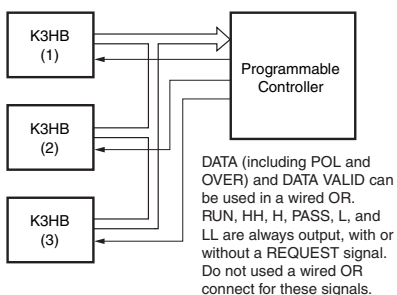 K3HB
(1)
Programmable
Controller
K3HB
(2)
K3HB
(3)
DATA (including POL and
OVER) and DATA VALID can
be used in a wired OR.
RUN, HH, H, PASS, L, and
LL are always output, with or
without a REQUEST signal.
Do not used a wired OR
connect for these signals.